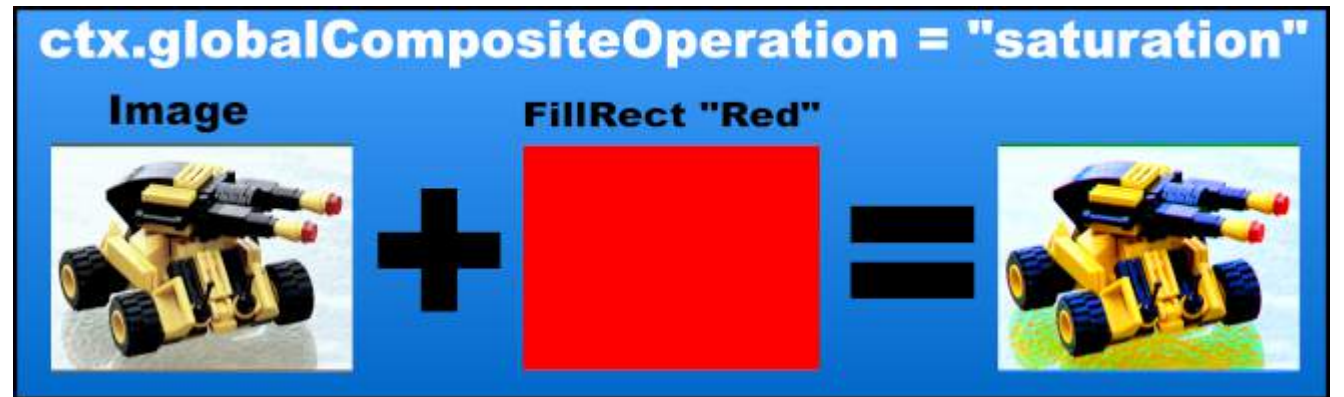 ctx.globalCompositeOperation = "saturation"
Image
FillRect "Red"